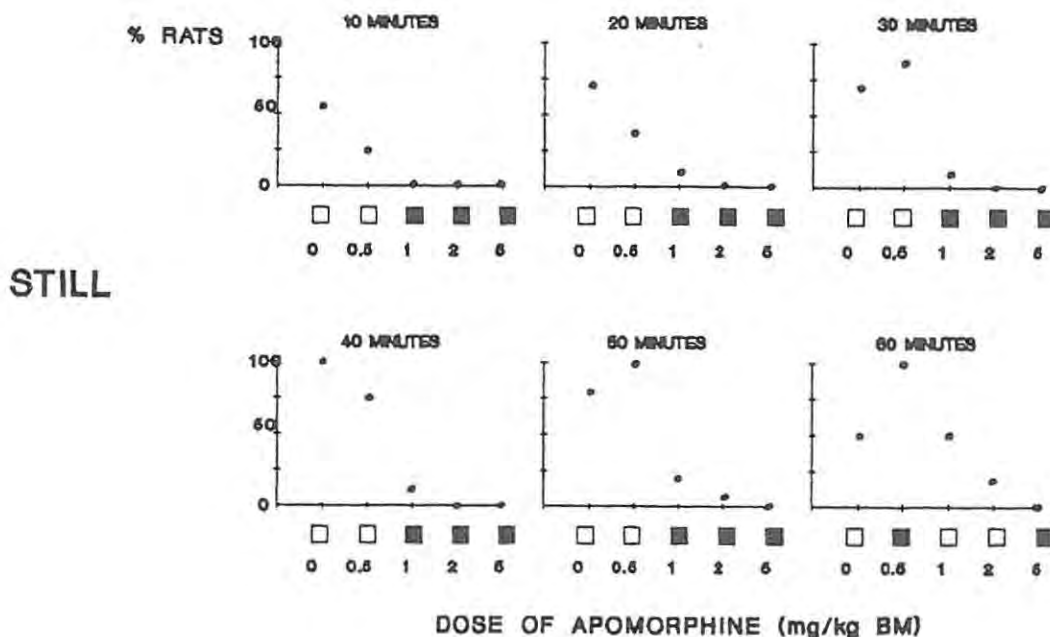 % RATS
10 MINUTES
20 MINUTES
30 MINUTES
100
50
0
0 0.5 1 2 5
0 0.5 1 2 5
0 0.5 1 2 5
STILL
40 MINUTES
50 MINUTES
60 MINUTES
100
50
0
0 0.5 1 2 5
0 0.5 1 2 5
0 0.5 1 2 5
DOSE OF APOMORPHINE (mg/kg BM)